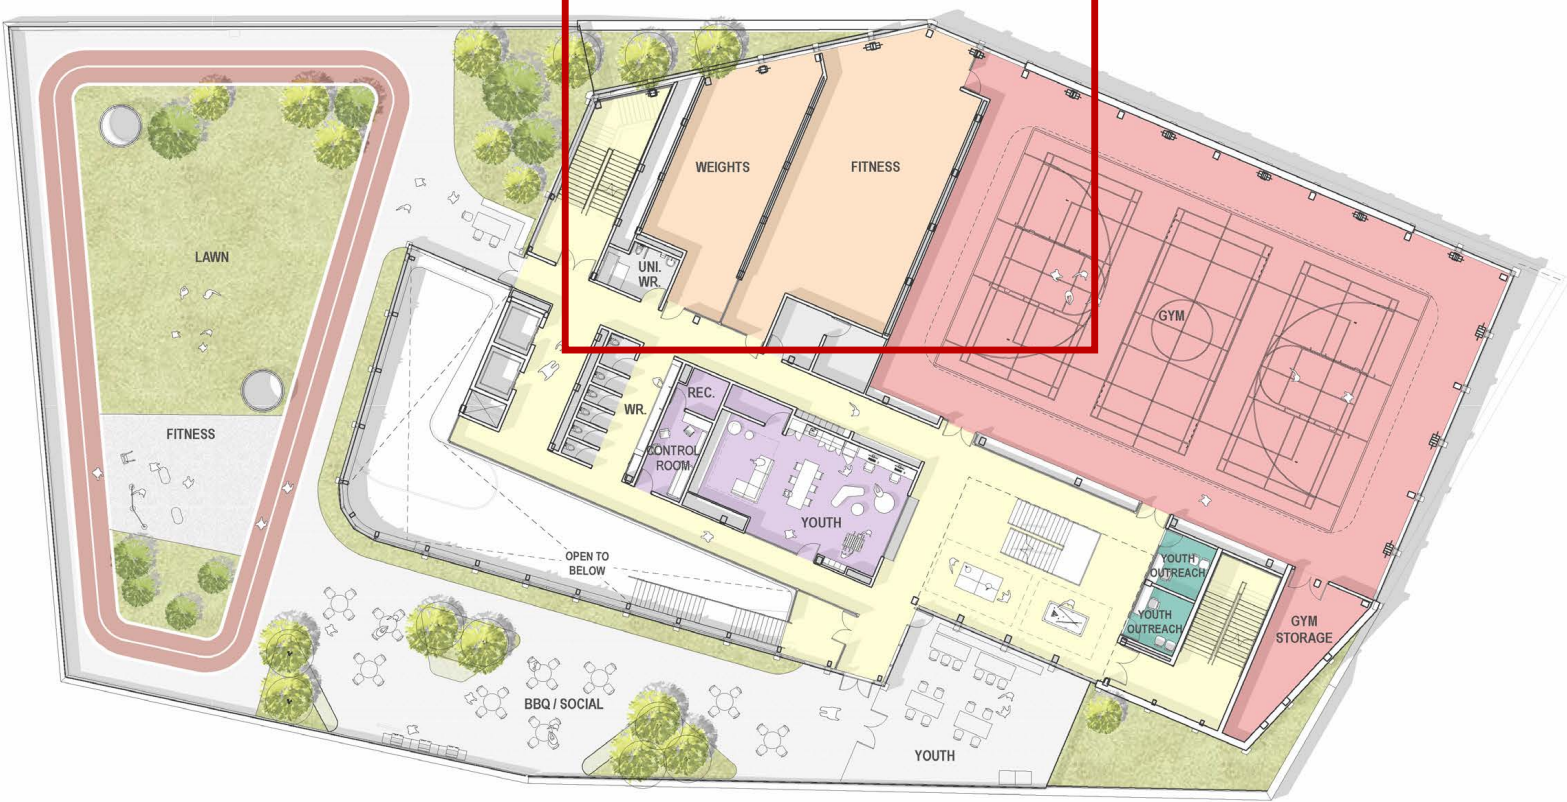 WEIGHTS
FITNESS
LAWN
UNI.
WR.
GYM
REC.
WR.
FITNESS
CONTROL
ROOM
YOUTH
OPEN TO
BELOW
YOUTH
OUTREACH
YOUTH
OUTREACH
GYM
STORAGE
BBQ / SOCIAL
YOUTH